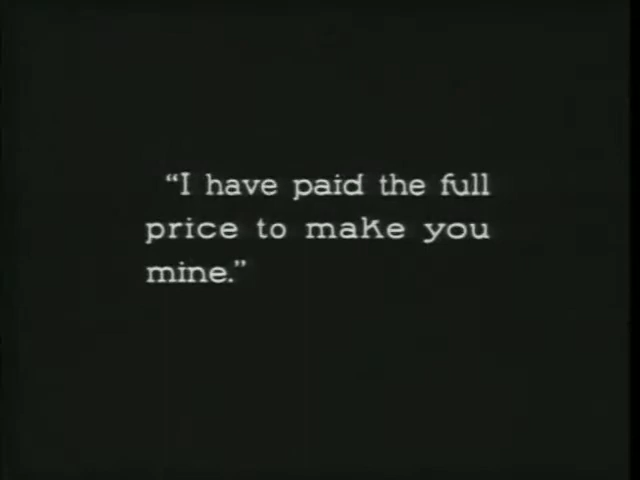 “I have paid the full
price to make you
mine.”